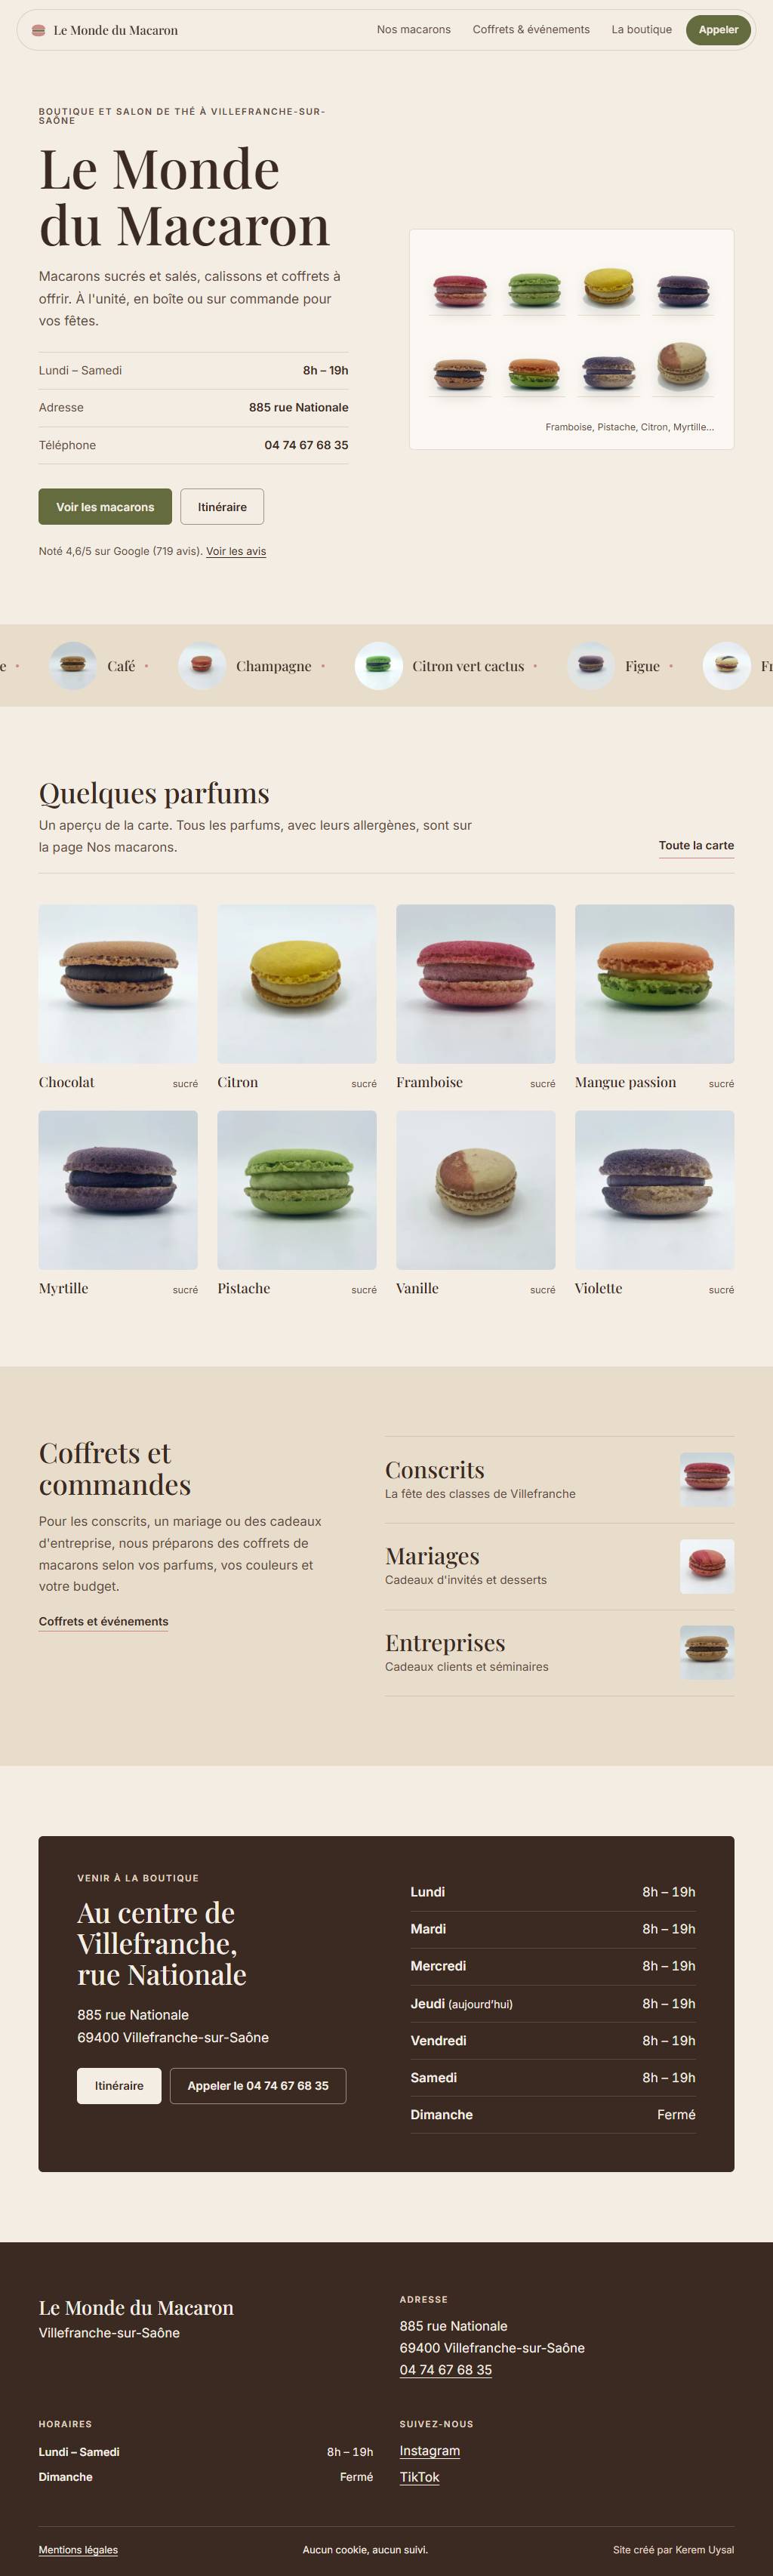 Le Monde du Macaron
Nos macarons
Coffrets & événements
La boutique
Appeler
BOUTIQUE ET SALON DE THÉ À VILLEFRANCHE-SUR-
SAÔNE
Le Monde
du Macaron
Macarons sucrés et salés, calissons et coffrets à
offrir. À l'unité, en boîte ou sur commande pour
vos fêtes.
Lundi – Samedi 8h – 19h
Adresse 885 rue Nationale
Téléphone 04 74 67 68 35
Voir les macarons
Itinéraire
Noté 4,6/5 sur Google (719 avis). Voir les avis
Framboise, Pistache, Citron, Myrtille…
e • Café • Champagne • Citron vert cactus • Figue • Fr
Quelques parfums
Un aperçu de la carte. Tous les parfums, avec leurs allergènes, sont sur
la page Nos macarons.
Toute la carte
Chocolat sucré
Citron sucré
Framboise sucré
Mangue passion sucré
Myrtille sucré
Pistache sucré
Vanille sucré
Violette sucré
Coffrets et
commandes
Pour les conscrits, un mariage ou des cadeaux
d'entreprise, nous préparons des coffrets de
macarons selon vos parfums, vos couleurs et
votre budget.
Coffrets et événements
Conscrits
La fête des classes de Villefranche
Mariages
Cadeaux d'invités et desserts
Entreprises
Cadeaux clients et séminaires
VENIR À LA BOUTIQUE
Au centre de
Villefranche,
rue Nationale
885 rue Nationale
69400 Villefranche-sur-Saône
Itinéraire
Appeler le 04 74 67 68 35
Lundi 8h – 19h
Mardi 8h – 19h
Mercredi 8h – 19h
Jeudi (aujourd'hui) 8h – 19h
Vendredi 8h – 19h
Samedi 8h – 19h
Dimanche Fermé
Le Monde du Macaron
Villefranche-sur-Saône
ADRESSE
885 rue Nationale
69400 Villefranche-sur-Saône
04 74 67 68 35
HORAIRES
Lundi – Samedi 8h – 19h
Dimanche Fermé
SUIVEZ-NOUS
Instagram
TikTok
Mentions légales
Aucun cookie, aucun suivi.
Site créé par Kerem Uysal